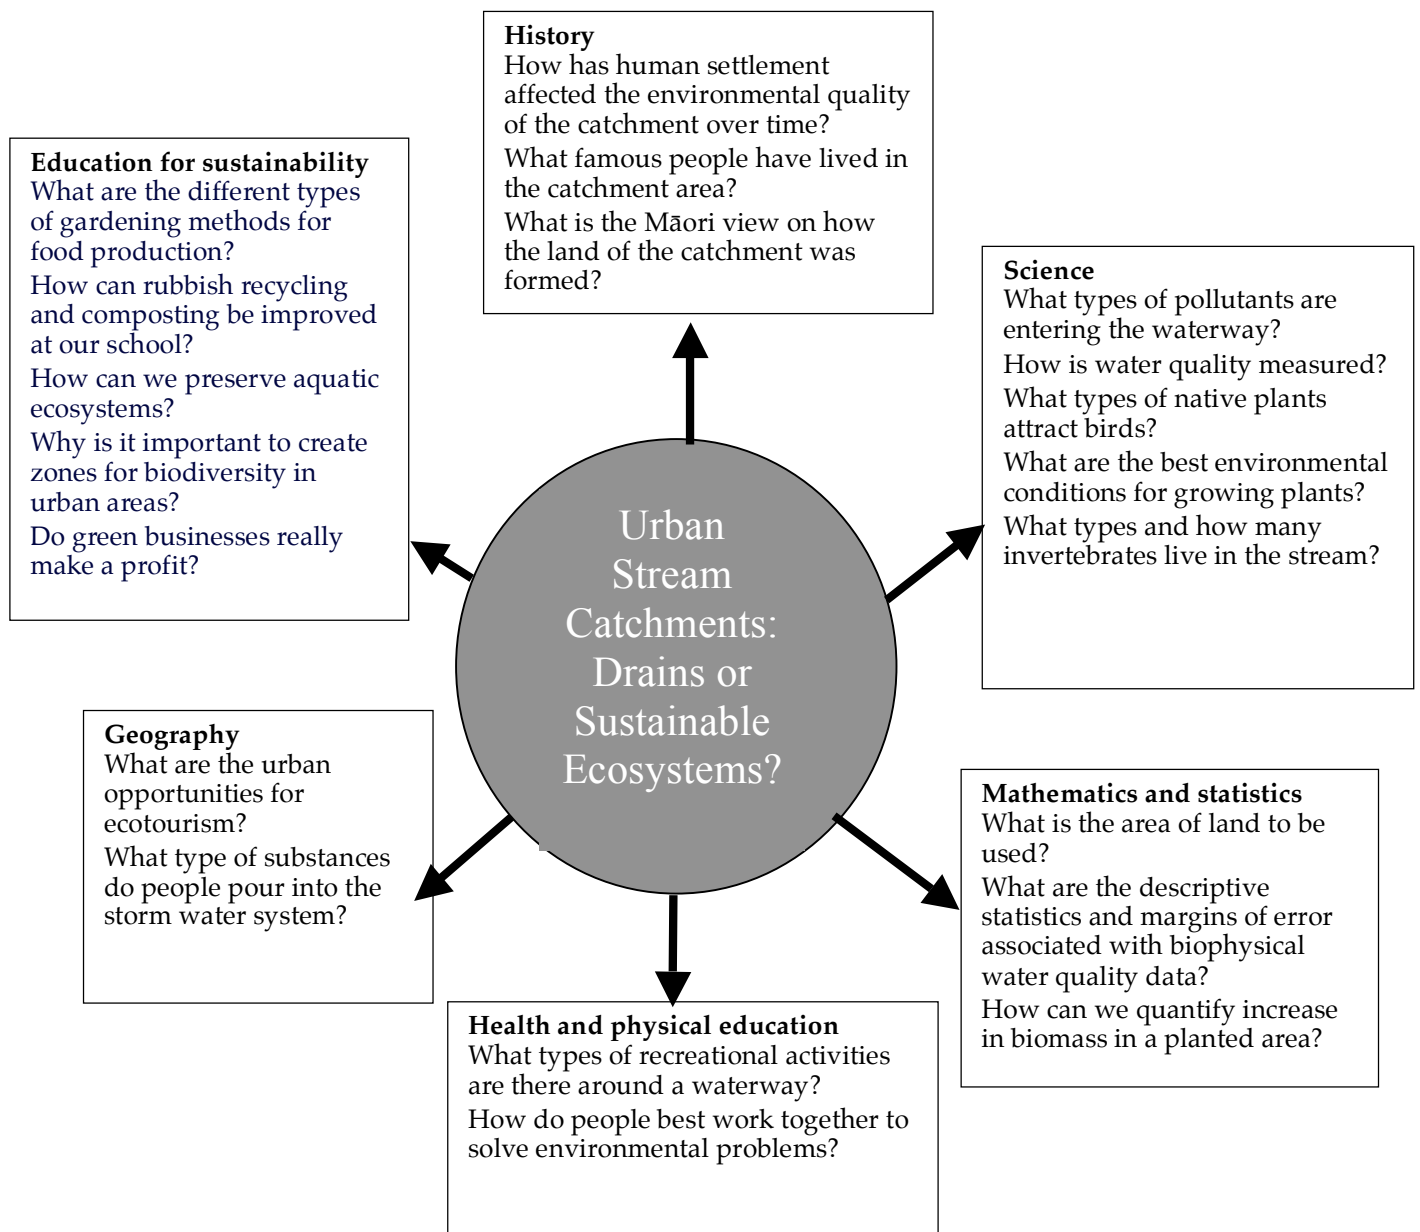 History
How has human settlement
affected the environmental quality
of the catchment over time?
What famous people have lived in
the catchment area?
What is the Māori view on how
the land of the catchment was
formed?
Education for sustainability
What are the different types
of gardening methods for
food production?
How can rubbish recycling
and composting be improved
at our school?
How can we preserve aquatic
ecosystems?
Why is it important to create
zones for biodiversity in
urban areas?
Do green businesses really
make a profit?
Science
What types of pollutants are
entering the waterway?
How is water quality measured?
What types of native plants
attract birds?
What are the best environmental
conditions for growing plants?
What types and how many
invertebrates live in the stream?
Urban
Stream
Catchments:
Drains or
Sustainable
Ecosystems?
Geography
What are the urban
opportunities for
ecotourism?
What type of substances
do people pour into the
storm water system?
Mathematics and statistics
What is the area of land to be
used?
What are the descriptive
statistics and margins of error
associated with biophysical
water quality data?
How can we quantify increase
in biomass in a planted area?
Health and physical education
What types of recreational activities
are there around a waterway?
How do people best work together to
solve environmental problems?